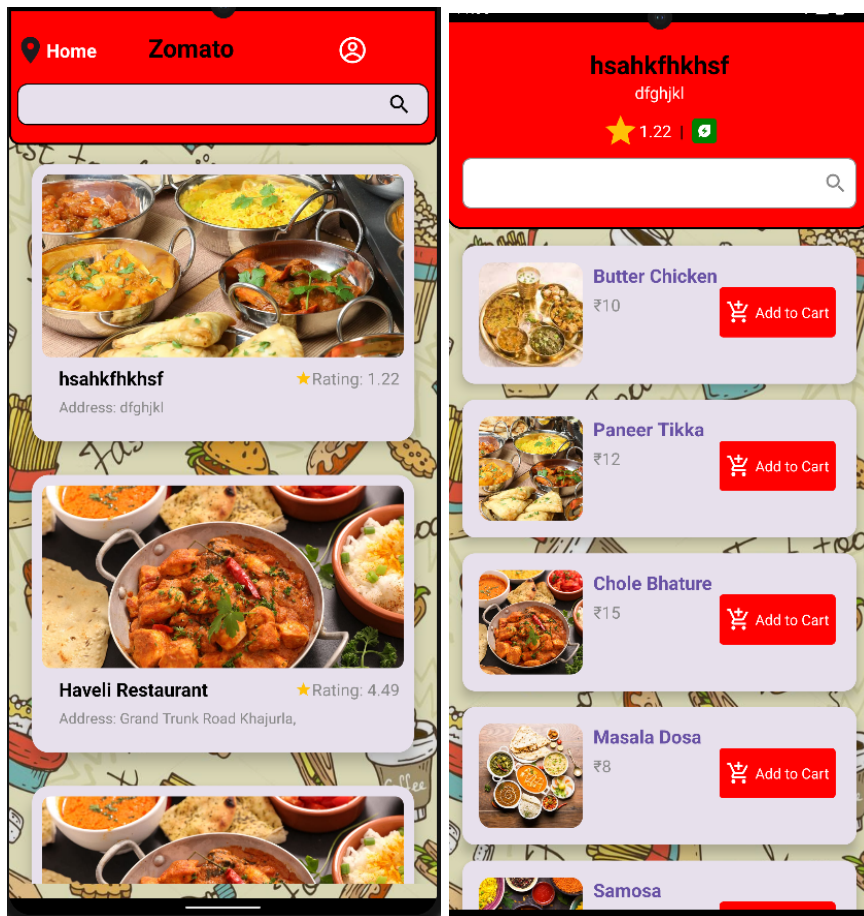 Home
Zomato
hsahkfhkhsf
Rating: 1.22
Address: dfghjkl
Haveli Restaurant
Rating: 4.49
Address: Grand Trunk Road Khajurla,
Coffee
hsahkfhkhsf
dfghjkl
1.22 |
Butter Chicken
₹10
Add to Cart
Paneer Tikka
₹12
Add to Cart
Chole Bhature
₹15
Add to Cart
Masala Dosa
₹8
Add to Cart
Samosa